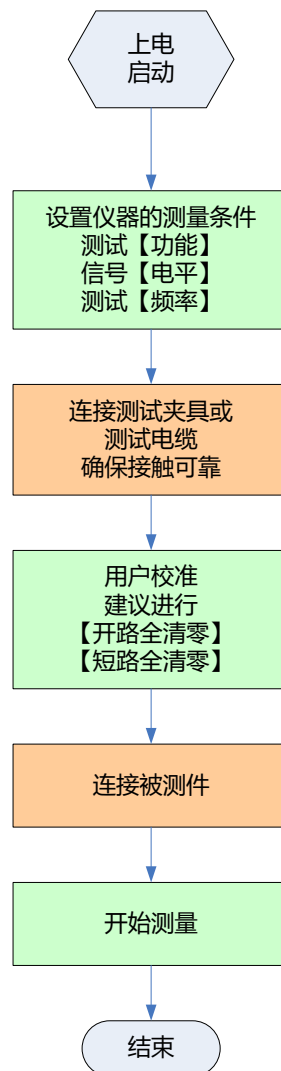 上电
启动
设置仪器的测量条件
测试【功能】
信号【电平】
测试【频率】
连接测试夹具或
测试电缆
确保接触可靠
用户校准
建议进行
【开路全清零】
【短路全清零】
连接被测件
开始测量
结束